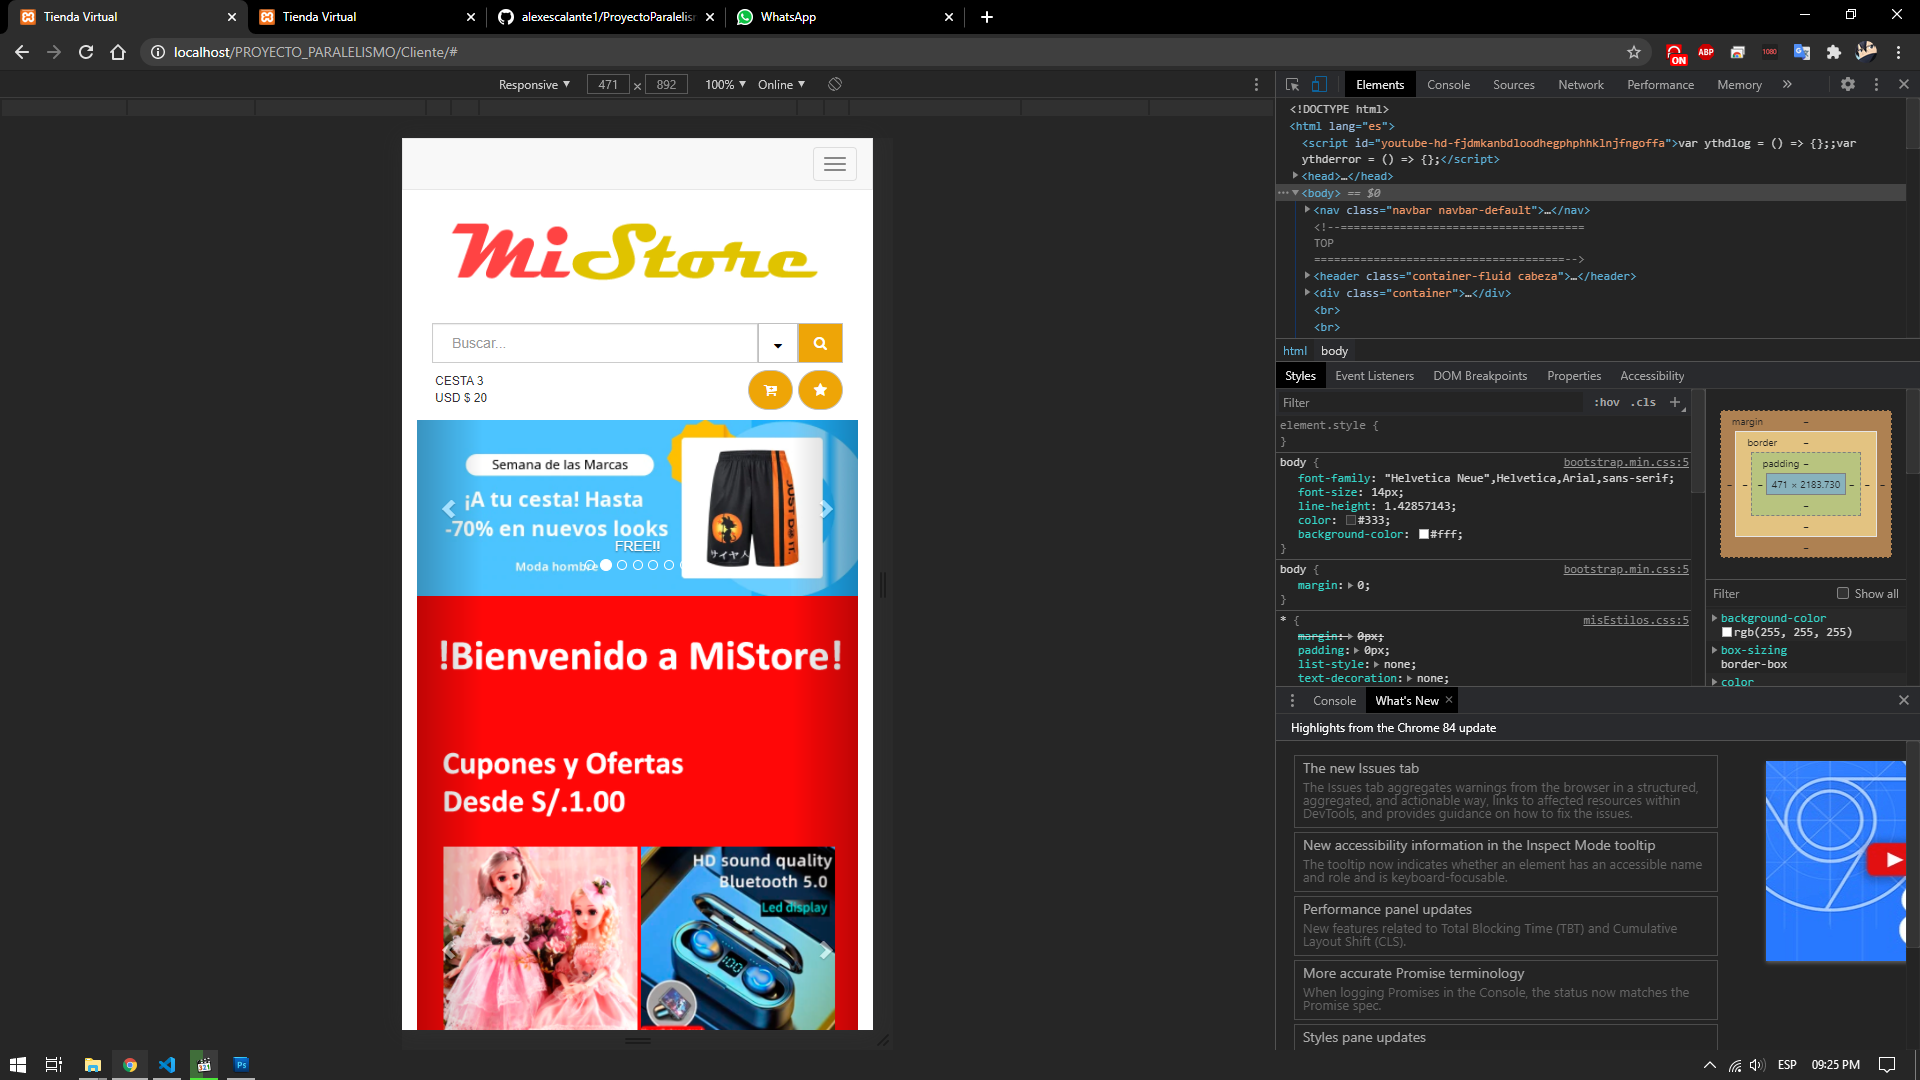 Tienda Virtual
Tienda Virtual
alexescalante1/ProyectoParalelis
WhatsApp
localhost/PROYECTO_PARALELISMO/Cliente/#
ON
ABP
1080
Responsive ▼ 471 × 892 100% ▼ Online ▼
Elements Console Sources Network Performance Memory »
MiStore
Buscar...
CESTA 3
USD $ 20
Semana de las Marcas
¡A tu cesta! Hasta
-70% en nuevos looks
FREE!!
Moda hombre
JUST DO IT.
サイヤ人
!Bienvenido a MiStore!
Cupones y Ofertas
Desde S/.1.00
HD sound quality
Bluetooth 5.0
Led display
100
<!DOCTYPE html>
<html lang="es">
<script id="youtube-hd-fjdmkanbdloodhegphphhklnjfngoffa">var ythdlog = () => {};;var
ythderror = () => {};</script>
<head>…</head>
<body> == $0
<nav class="navbar navbar-default">…</nav>
<!--=====================================
TOP
======================================-->
<header class="container-fluid cabeza">…</header>
<div class="container">…</div>
<br>
<br>
html body
Styles Event Listeners DOM Breakpoints Properties Accessibility
Filter :hov .cls +
element.style {
}
body { bootstrap.min.css:5
font-family: "Helvetica Neue",Helvetica,Arial,sans-serif;
font-size: 14px;
line-height: 1.42857143;
color: #333;
background-color: #fff;
}
body { bootstrap.min.css:5
margin: 0;
}
* { misEstilos.css:5
margin: 0px;
padding: 0px;
list-style: none;
text-decoration: none;
margin –
border –
padding –
471 × 2183.730
Filter Show all
background-color
rgb(255, 255, 255)
box-sizing
border-box
color
Console What's New
Highlights from the Chrome 84 update
The new Issues tab
The Issues tab aggregates warnings from the browser in a structured,
aggregated, and actionable way, links to affected resources within
DevTools, and provides guidance on how to fix the issues.
New accessibility information in the Inspect Mode tooltip
The tooltip now indicates whether an element has an accessible name
and role and is keyboard-focusable.
Performance panel updates
New features related to Total Blocking Time (TBT) and Cumulative
Layout Shift (CLS).
More accurate Promise terminology
When logging Promises in the Console, the status now matches the
Promise spec.
Styles pane updates
321
Ps
ESP
09:25 PM